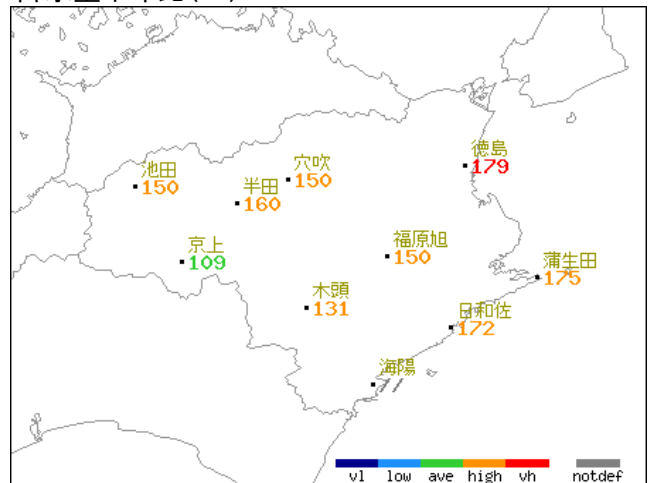 徳島
179
穴吹
150
池田
150
半田
160
京上
109
福原旭
150
蒲生田
175
木頭
131
日和佐
172
海陽
vl low ave high vh notdef